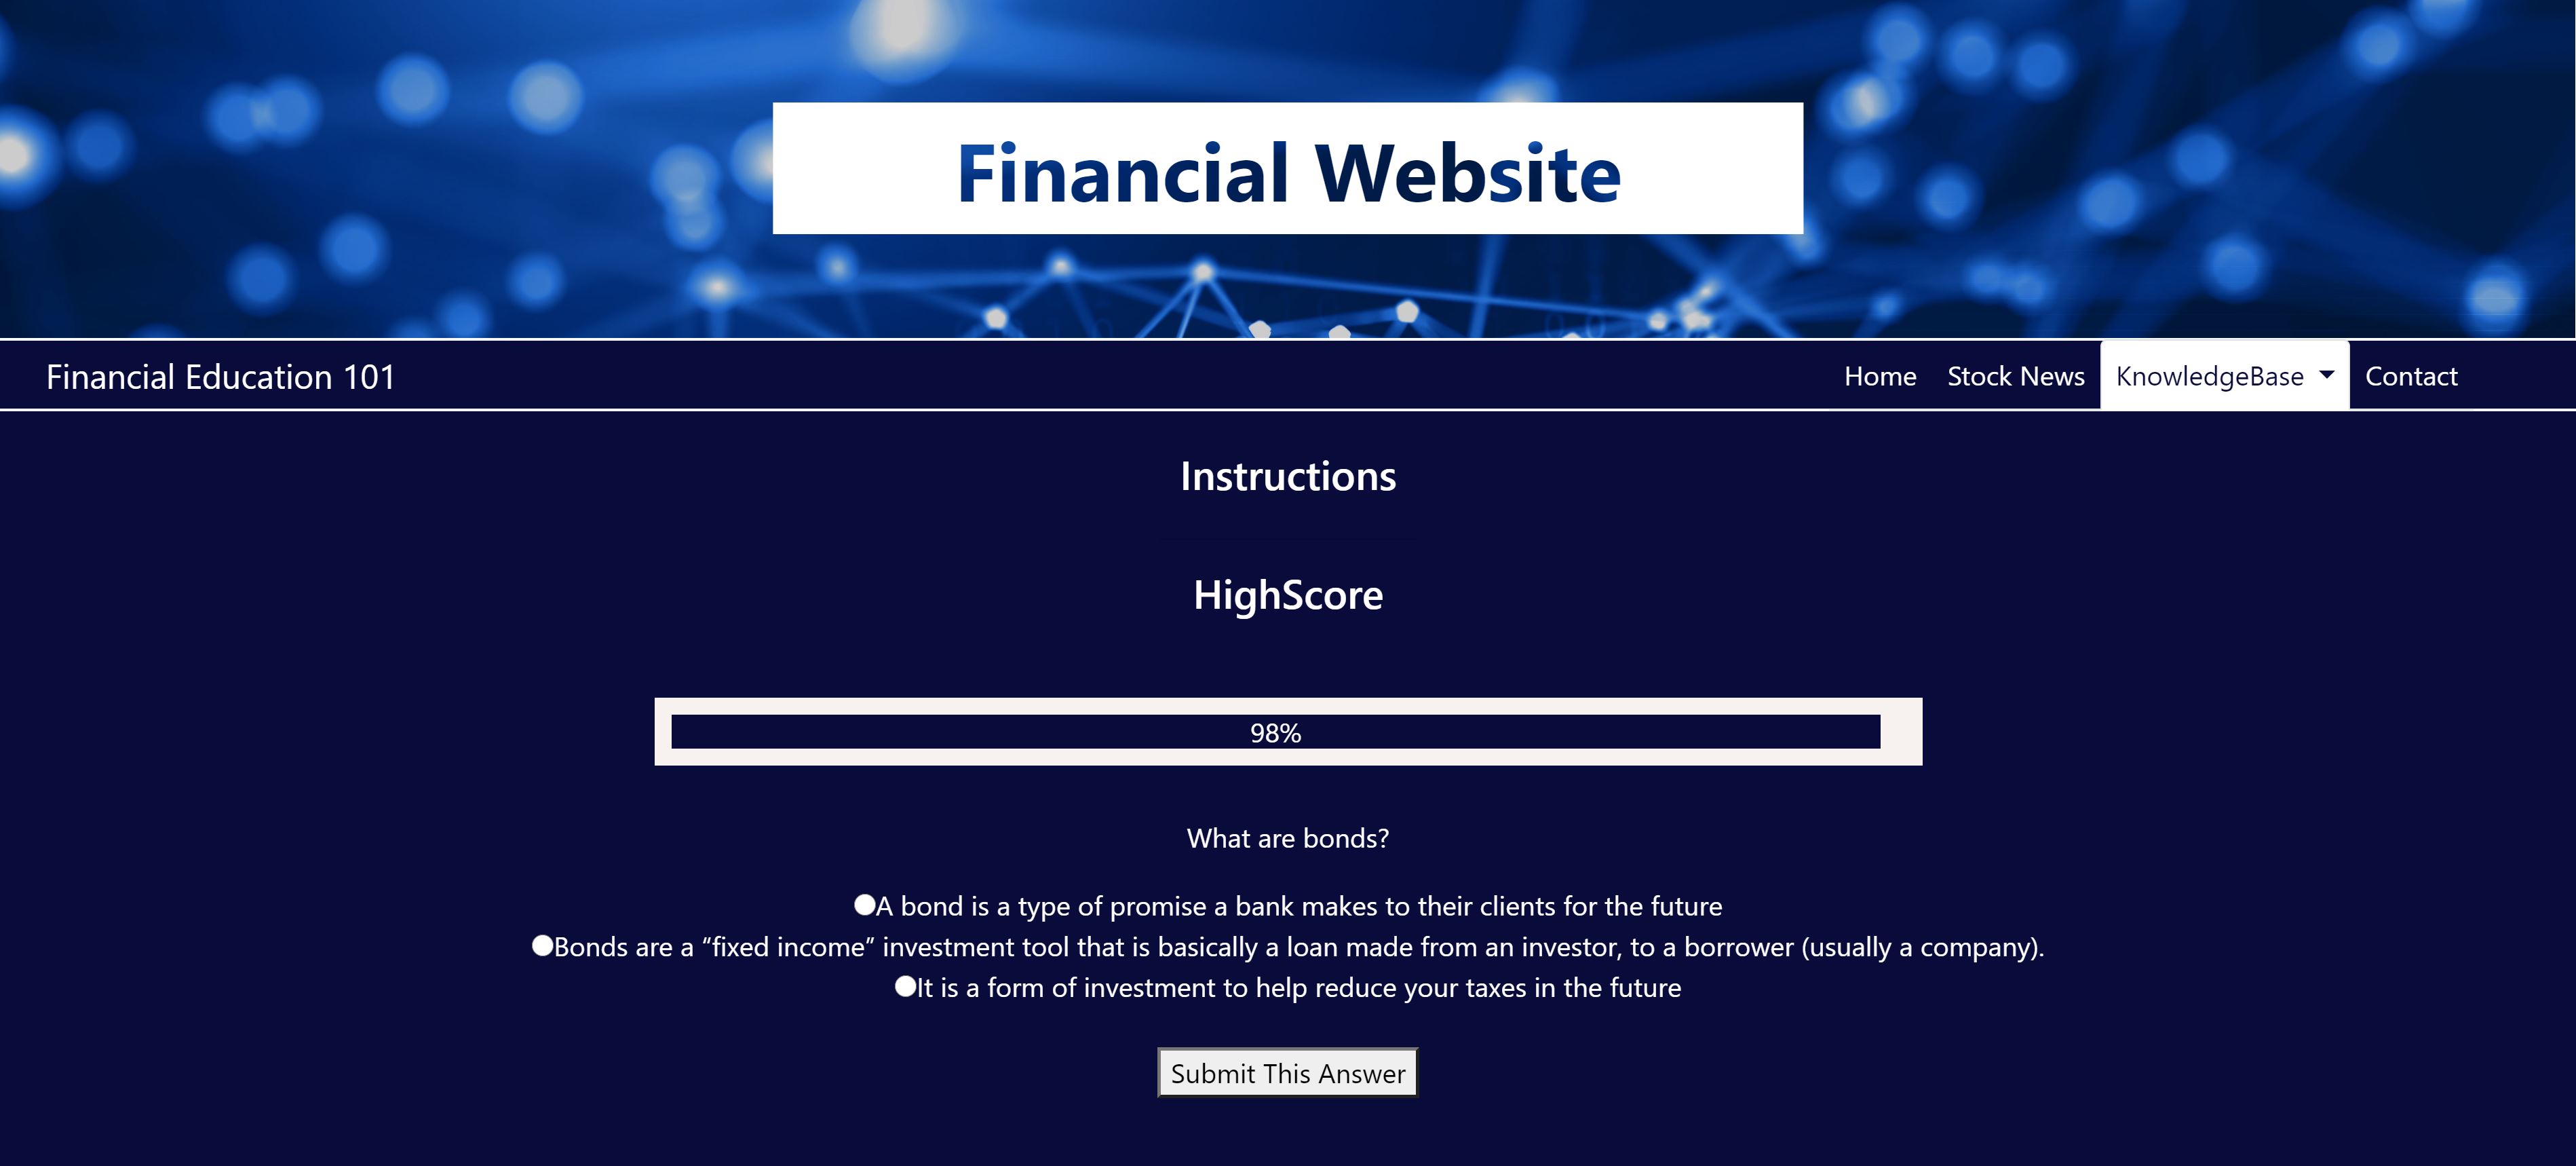 Financial Website
Financial Education 101 Home Stock News KnowledgeBase Contact
Instructions
HighScore
98%
What are bonds?
A bond is a type of promise a bank makes to their clients for the future
Bonds are a “fixed income” investment tool that is basically a loan made from an investor, to a borrower (usually a company).
It is a form of investment to help reduce your taxes in the future
Submit This Answer